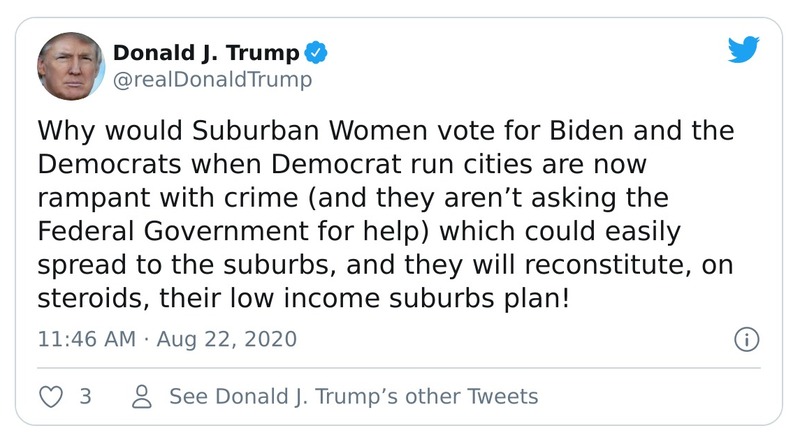 Donald J. Trump
@realDonaldTrump
Why would Suburban Women vote for Biden and the
Democrats when Democrat run cities are now
rampant with crime (and they aren’t asking the
Federal Government for help) which could easily
spread to the suburbs, and they will reconstitute, on
steroids, their low income suburbs plan!
11:46 AM · Aug 22, 2020
3 See Donald J. Trump’s other Tweets